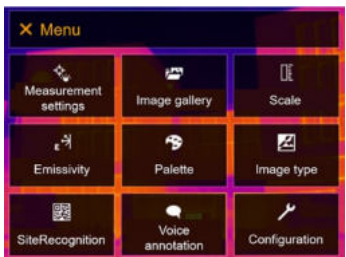 Menu
Measurement
settings
Image gallery
Scale
Emissivity
Palette
Image type
SiteRecognition
Voice
annotation
Configuration